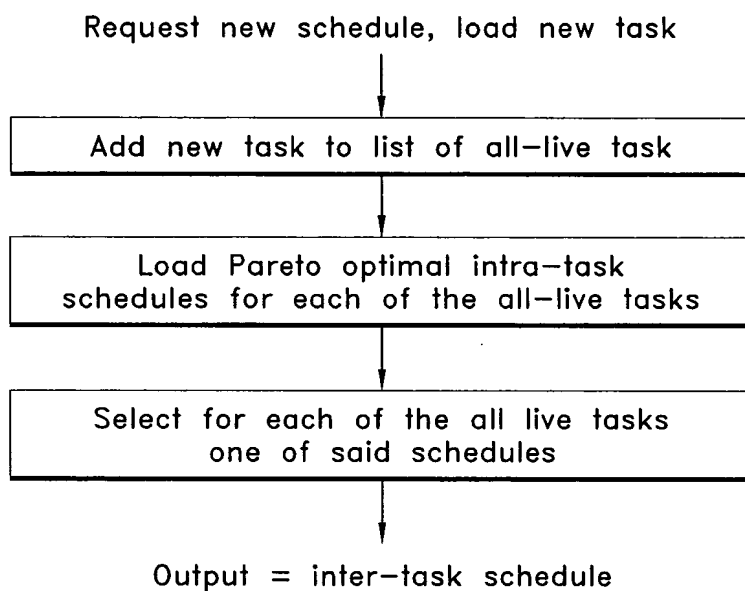 Request new schedule, load new task
Add new task to list of all-live task
Load Pareto optimal intra-task
schedules for each of the all-live tasks
Select for each of the all live tasks
one of said schedules
Output = inter-task schedule